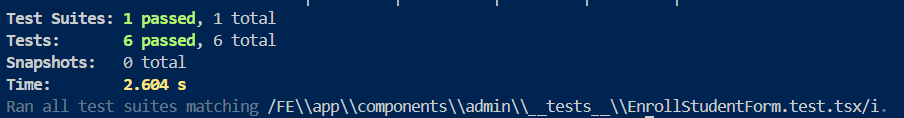 Test Suites: 1 passed, 1 total
Tests:       6 passed, 6 total
Snapshots:   0 total
Time:        2.604 s
Ran all test suites matching /FE\\app\\components\\admin\\__tests__\\EnrollStudentForm.test.tsx/i.